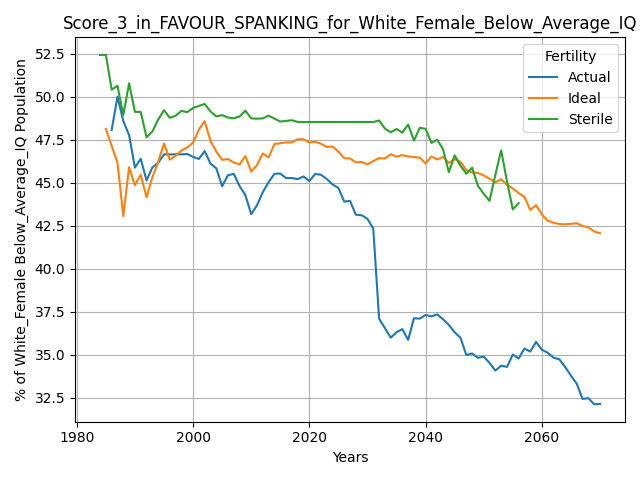 Score_3_in_FAVOUR_SPANKING_for_White_Female_Below_Average_IQ
% of White_Female Below_Average_IQ Population
52.5
50.0
47.5
45.0
42.5
40.0
37.5
35.0
32.5
Fertility
Actual
Ideal
Sterile
1980
2000
2020
2040
2060
Years